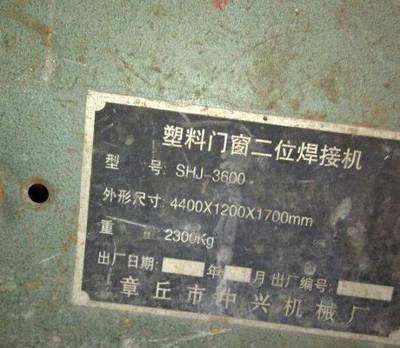 塑料门窗二位焊接机
型 号: SHJ-3600
外形尺寸: 4400X1200X1700mm
重 2300Kg
出厂日期: 年 月 出厂编号:
章丘市中兴机械厂